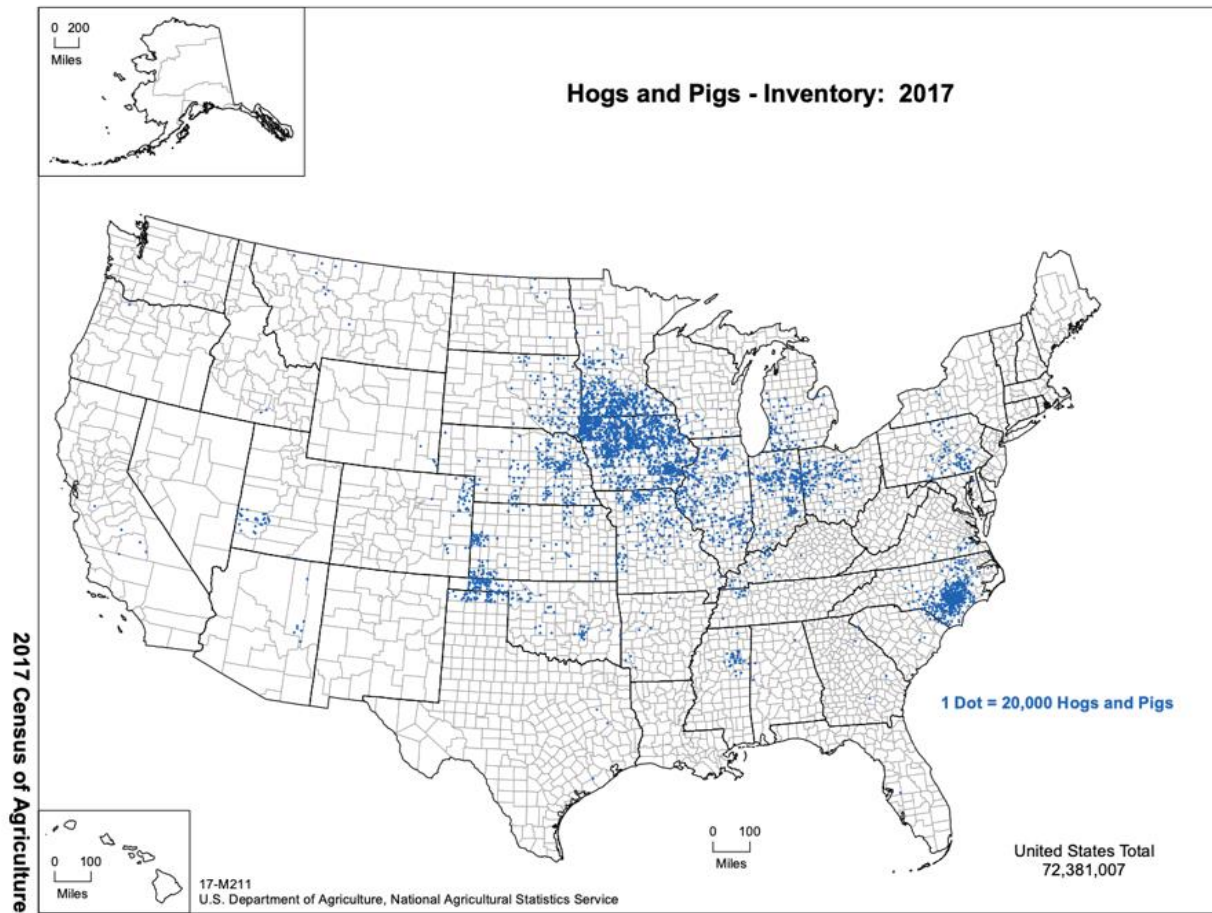 0 200
Miles
Hogs and Pigs - Inventory: 2017
1 Dot = 20,000 Hogs and Pigs
2017 Census of Agriculture
0 100
Miles
17-M211
U.S. Department of Agriculture, National Agricultural Statistics Service
0 100
Miles
United States Total
72,381,007